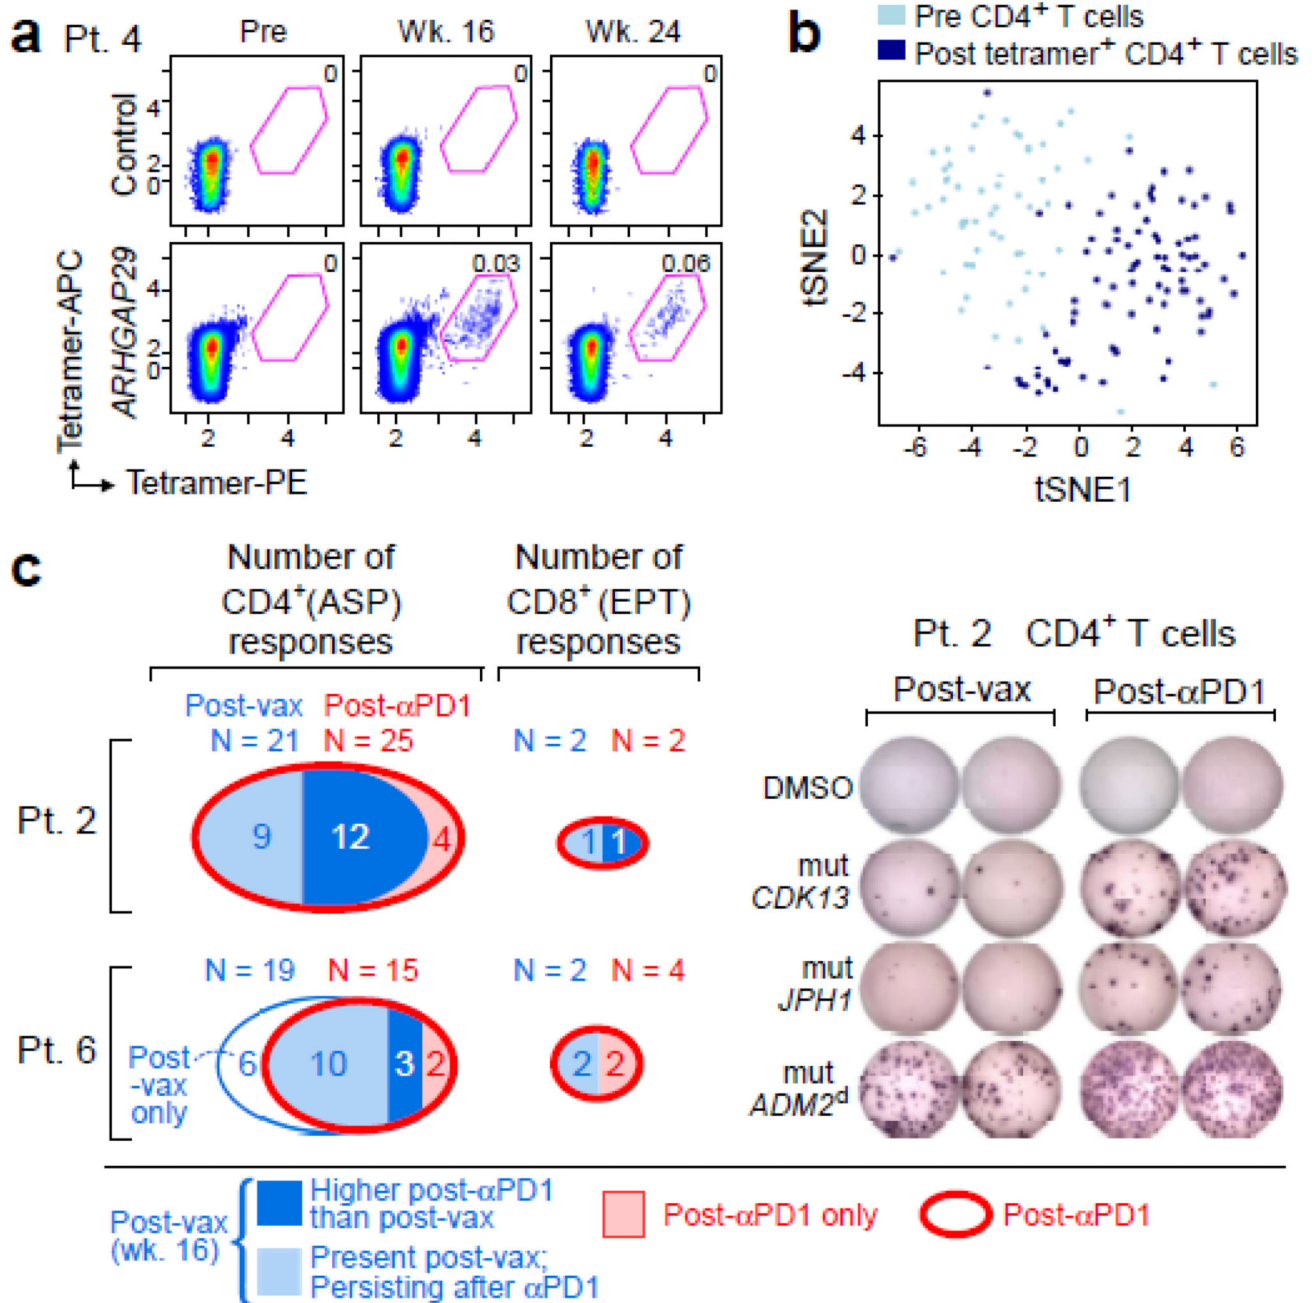 a
Pt. 4
Pre
Wk. 16
Wk. 24
Control
0
0
0
4
2
0
Tetramer-APC
ARHGAP29
0
0.03
0.06
4
2
0
2 4
2 4
2 4
Tetramer-PE
b
Pre CD4⁺ T cells
Post tetramer⁺ CD4⁺ T cells
tSNE2
4
2
0
-2
-4
-6 -4 -2 0 2 4 6
tSNE1
c
Number of
CD4⁺(ASP)
responses
Number of
CD8⁺ (EPT)
responses
Post-vax Post-αPD1
N = 21 N = 25
N = 2 N = 2
Pt. 2
9 12 4
1 1
N = 19 N = 15
N = 2 N = 4
Pt. 6
Post
-vax
only
6 10 3 2
2 2
Pt. 2 CD4⁺ T cells
Post-vax Post-αPD1
DMSO
mut
CDK13
mut
JPH1
mut
ADM2ᵈ
Post-vax
(wk. 16)
Higher post-αPD1
than post-vax
Present post-vax;
Persisting after αPD1
Post-αPD1 only
Post-αPD1